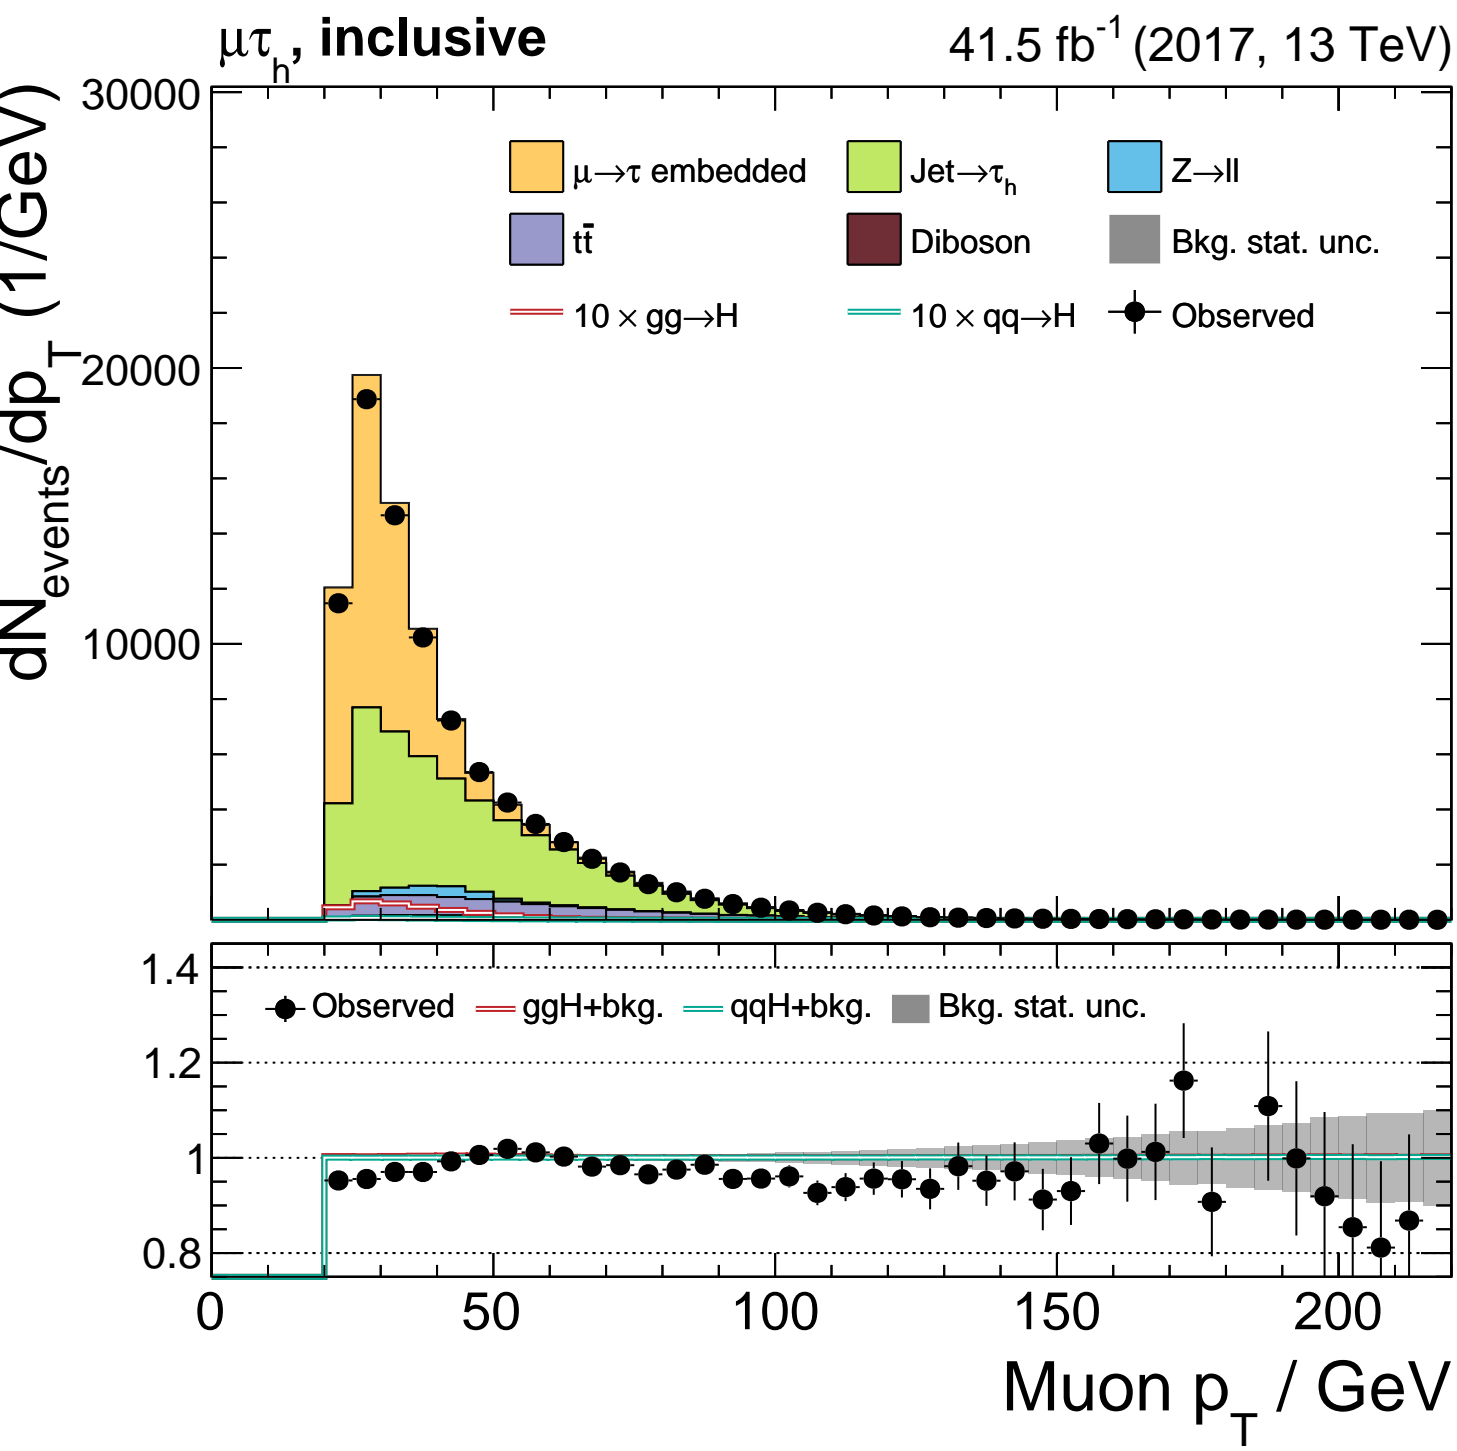 μτh, inclusive
41.5 fb-1 (2017, 13 TeV)
dNevents/dpT (1/GeV)
30000
20000
10000
μ→τ embedded
Jet→τh
Z→ll
tt̄
Diboson
Bkg. stat. unc.
10 × gg→H
10 × qq→H
Observed
1.4
1.2
1
0.8
Observed
ggH+bkg.
qqH+bkg.
Bkg. stat. unc.
0
50
100
150
200
Muon pT / GeV